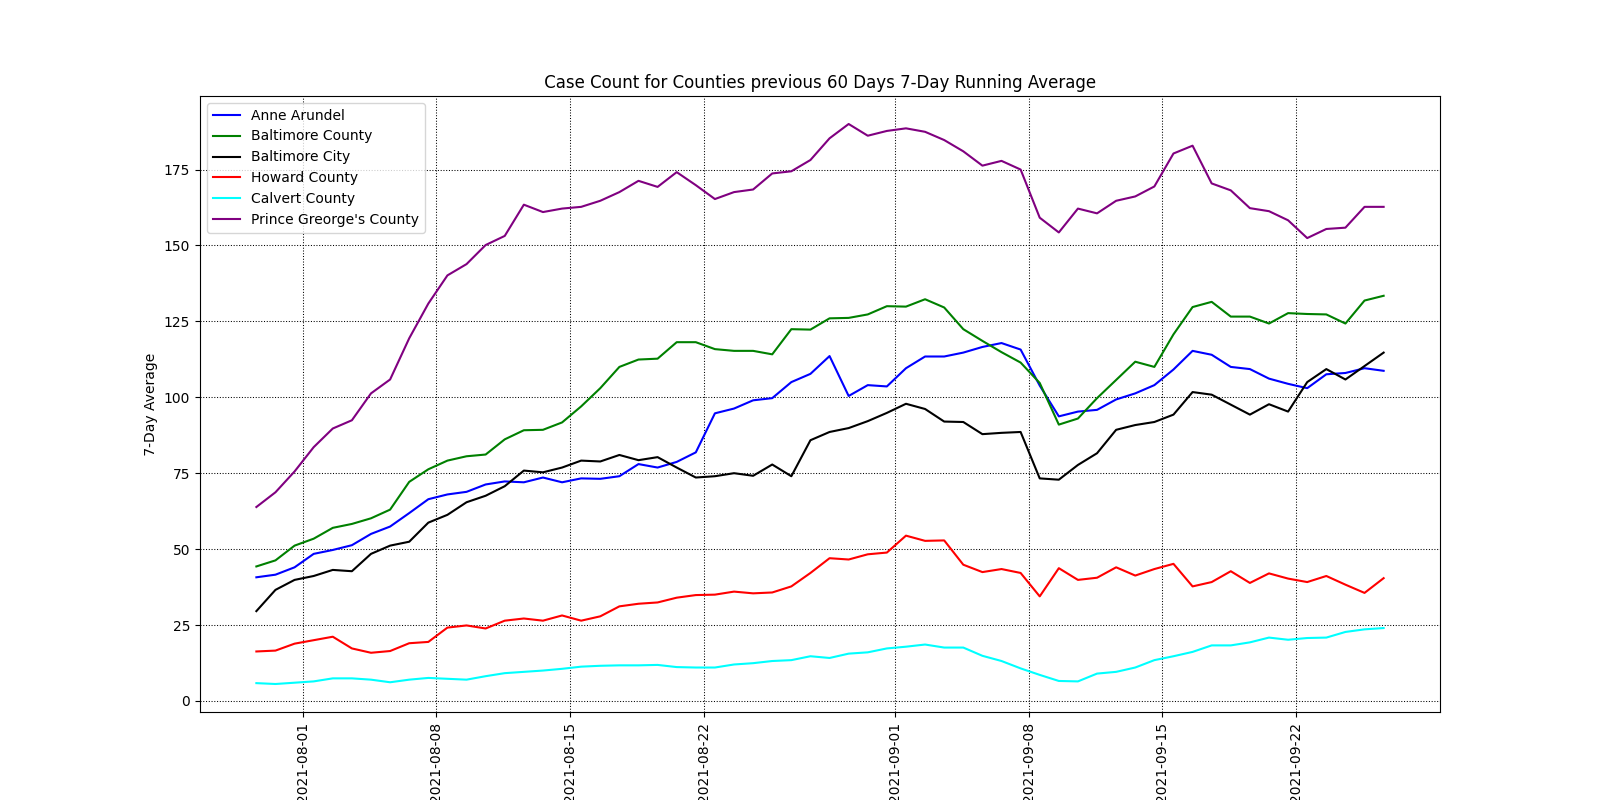 Case Count for Counties previous 60 Days 7-Day Running Average
Anne Arundel
Baltimore County
Baltimore City
Howard County
Calvert County
Prince Greorge's County
7-Day Average
175
150
125
100
75
50
25
0
2021-08-01
2021-08-08
2021-08-15
2021-08-22
2021-09-01
2021-09-08
2021-09-15
2021-09-22